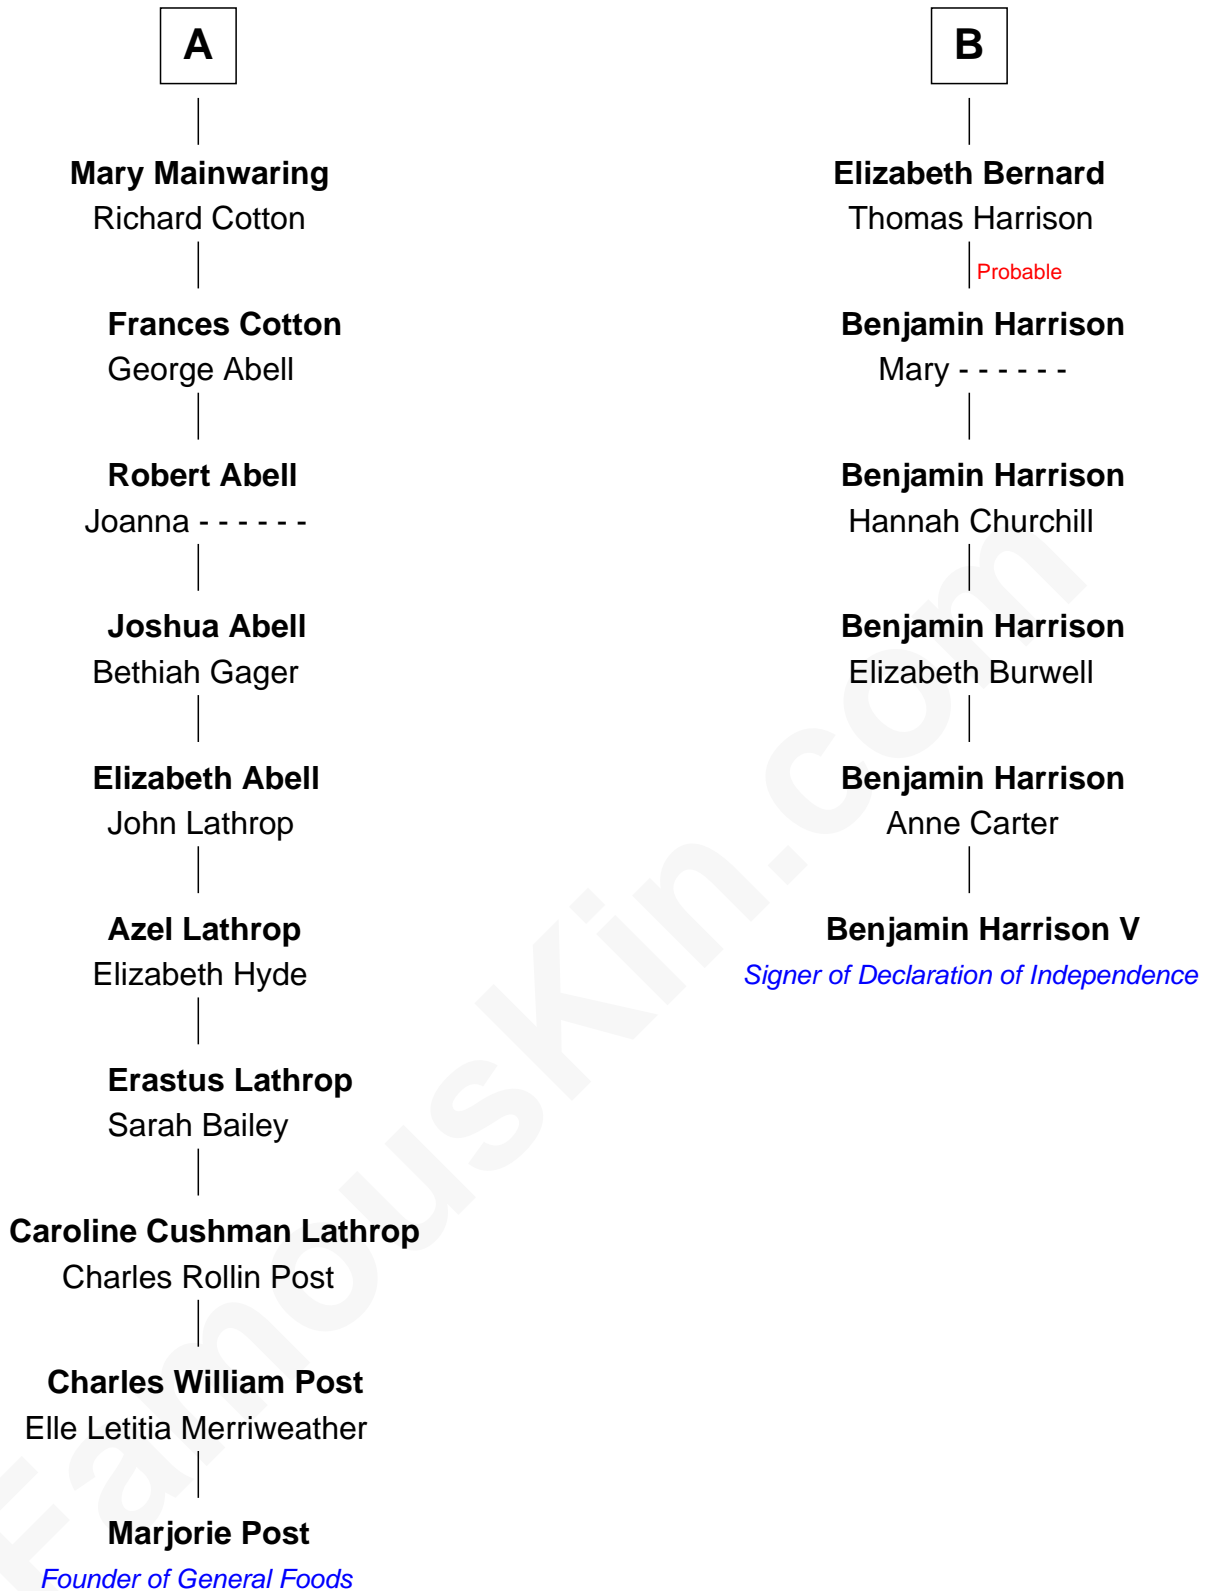 A
Mary Mainwaring
Richard Cotton
Frances Cotton
George Abell
Robert Abell
Joanna - - - - - -
Joshua Abell
Bethiah Gager
Elizabeth Abell
John Lathrop
Azel Lathrop
Elizabeth Hyde
Erastus Lathrop
Sarah Bailey
Caroline Cushman Lathrop
Charles Rollin Post
Charles William Post
Elle Letitia Merriweather
Marjorie Post
Founder of General Foods
B
Elizabeth Bernard
Thomas Harrison
Probable
Benjamin Harrison
Mary - - - - - -
Benjamin Harrison
Hannah Churchill
Benjamin Harrison
Elizabeth Burwell
Benjamin Harrison
Anne Carter
Benjamin Harrison V
Signer of Declaration of Independence
FamousKin.com